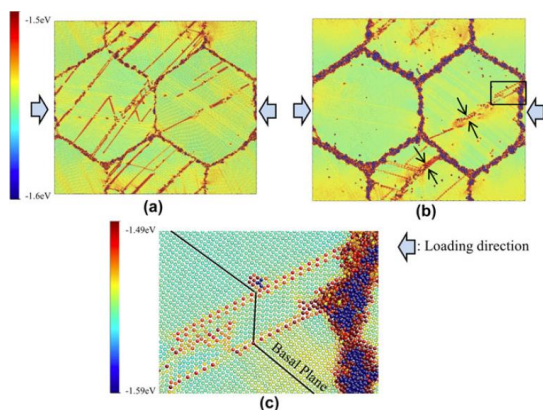 -1.5eV
-1.6eV
(a)
(b)
-1.49eV
-1.59eV
Basal Plane
: Loading direction
(c)